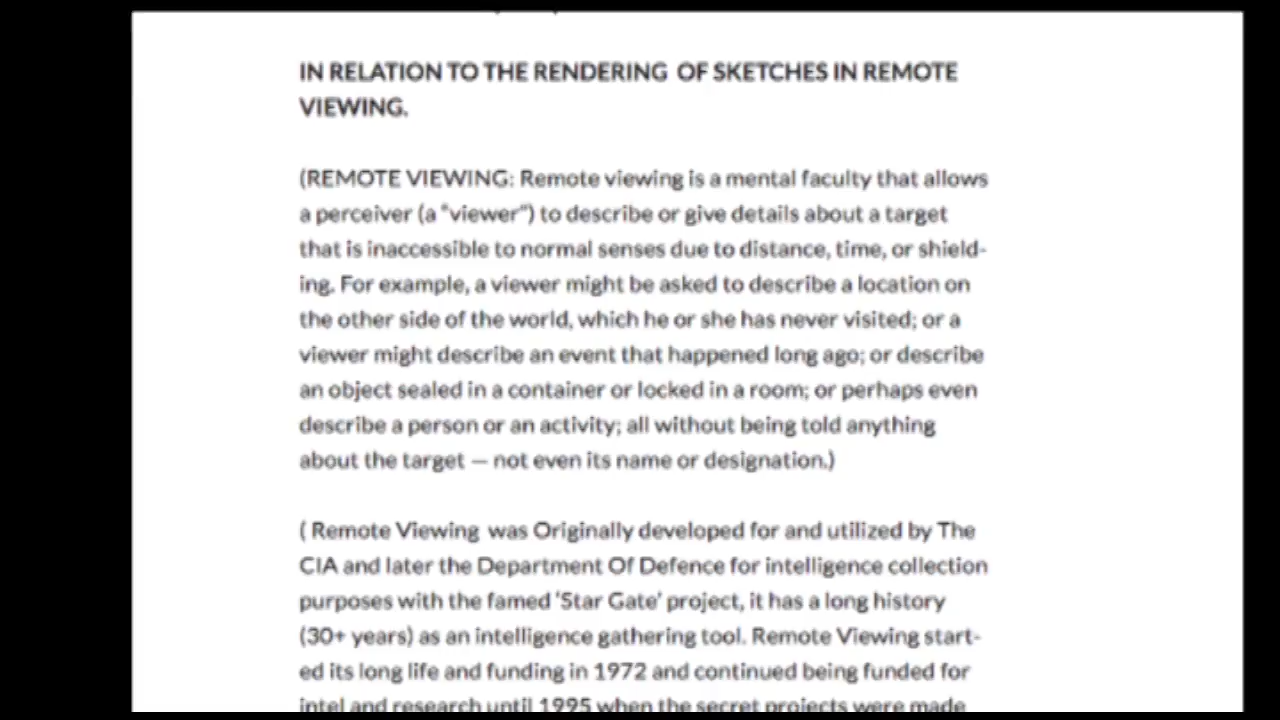 IN RELATION TO THE RENDERING OF SKETCHES IN REMOTE
VIEWING.
(REMOTE VIEWING: Remote viewing is a mental faculty that allows
a perceiver (a "viewer") to describe or give details about a target
that is inaccessible to normal senses due to distance, time, or shield-
ing. For example, a viewer might be asked to describe a location on
the other side of the world, which he or she has never visited; or a
viewer might describe an event that happened long ago; or describe
an object sealed in a container or locked in a room; or perhaps even
describe a person or an activity; all without being told anything
about the target — not even its name or designation.)
( Remote Viewing was Originally developed for and utilized by The
CIA and later the Department Of Defence for intelligence collection
purposes with the famed 'Star Gate' project, it has a long history
(30+ years) as an intelligence gathering tool. Remote Viewing start-
ed its long life and funding in 1972 and continued being funded for
intel and research until 1995 when the secret projects were made